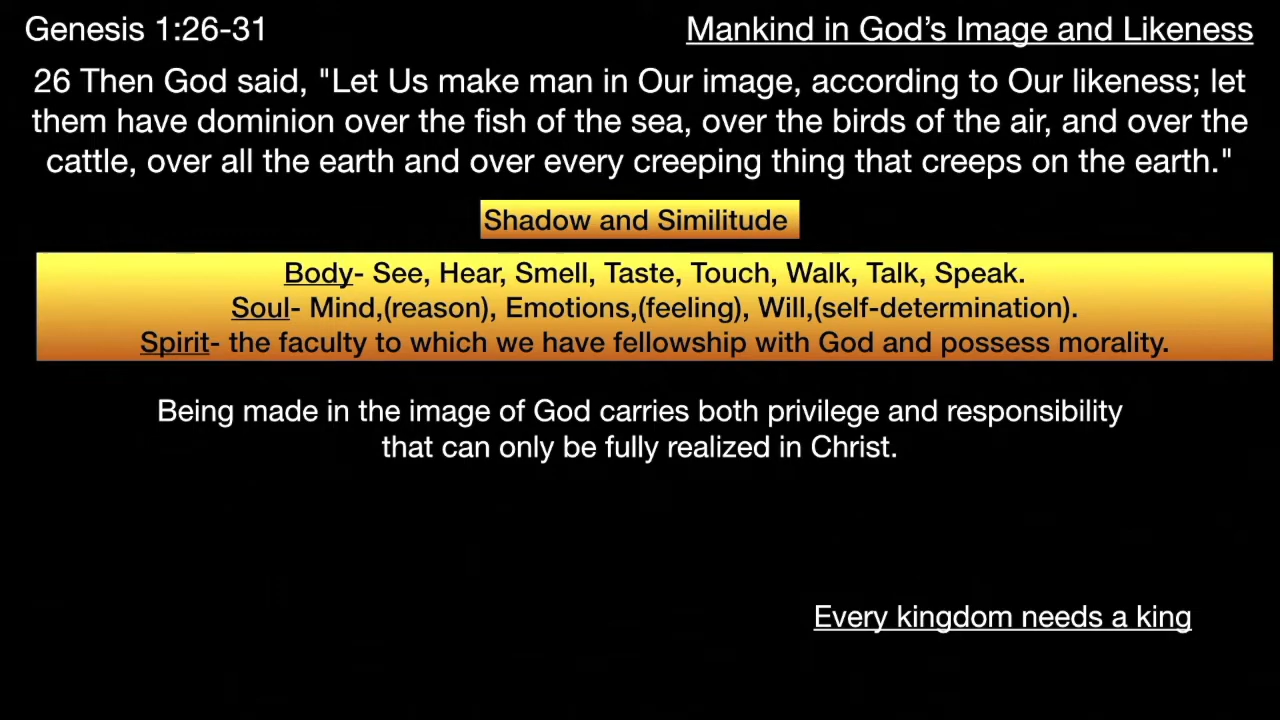 Genesis 1:26-31
Mankind in God’s Image and Likeness
26 Then God said, "Let Us make man in Our image, according to Our likeness; let
them have dominion over the fish of the sea, over the birds of the air, and over the
cattle, over all the earth and over every creeping thing that creeps on the earth."
Shadow and Similitude
Body- See, Hear, Smell, Taste, Touch, Walk, Talk, Speak.
Soul- Mind,(reason), Emotions,(feeling), Will,(self-determination).
Spirit- the faculty to which we have fellowship with God and possess morality.
Being made in the image of God carries both privilege and responsibility
that can only be fully realized in Christ.
Every kingdom needs a king